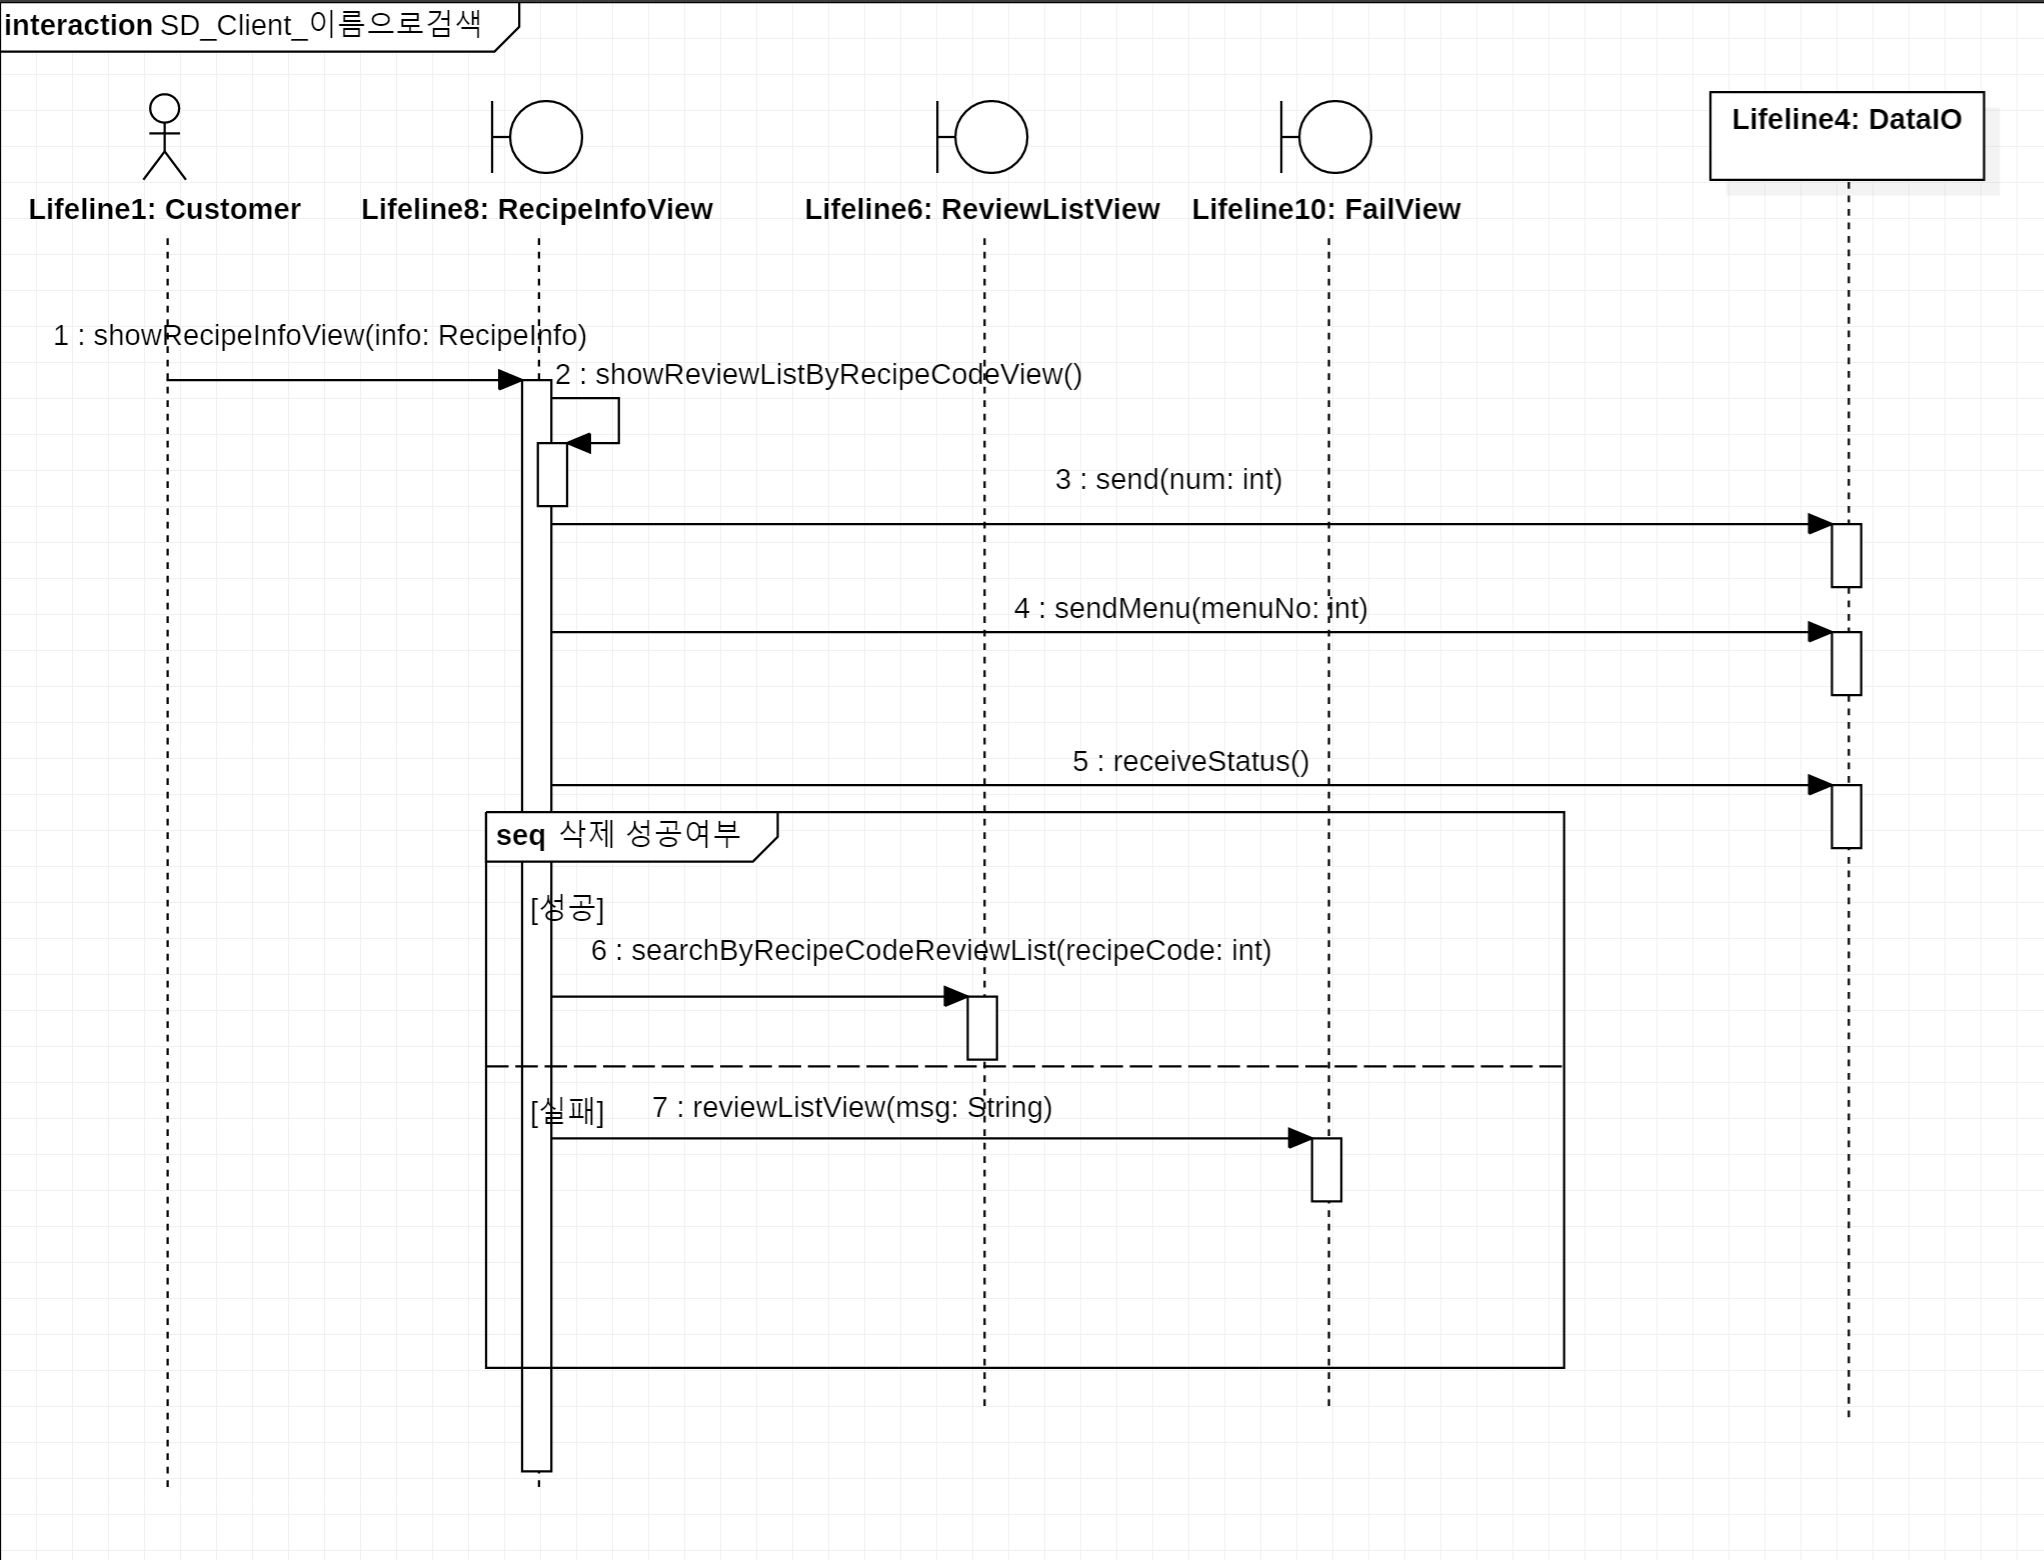 interaction SD_Client_이름으로검색
Lifeline4: DataIO
Lifeline1: Customer
Lifeline8: RecipeInfoView
Lifeline6: ReviewListView
Lifeline10: FailView
1 : showRecipeInfoView(info: RecipeInfo)
2 : showReviewListByRecipeCodeView()
3 : send(num: int)
4 : sendMenu(menuNo: int)
5 : receiveStatus()
seq 삭제 성공여부
[성공]
6 : searchByRecipeCodeReviewList(recipeCode: int)
[실패]
7 : reviewListView(msg: String)